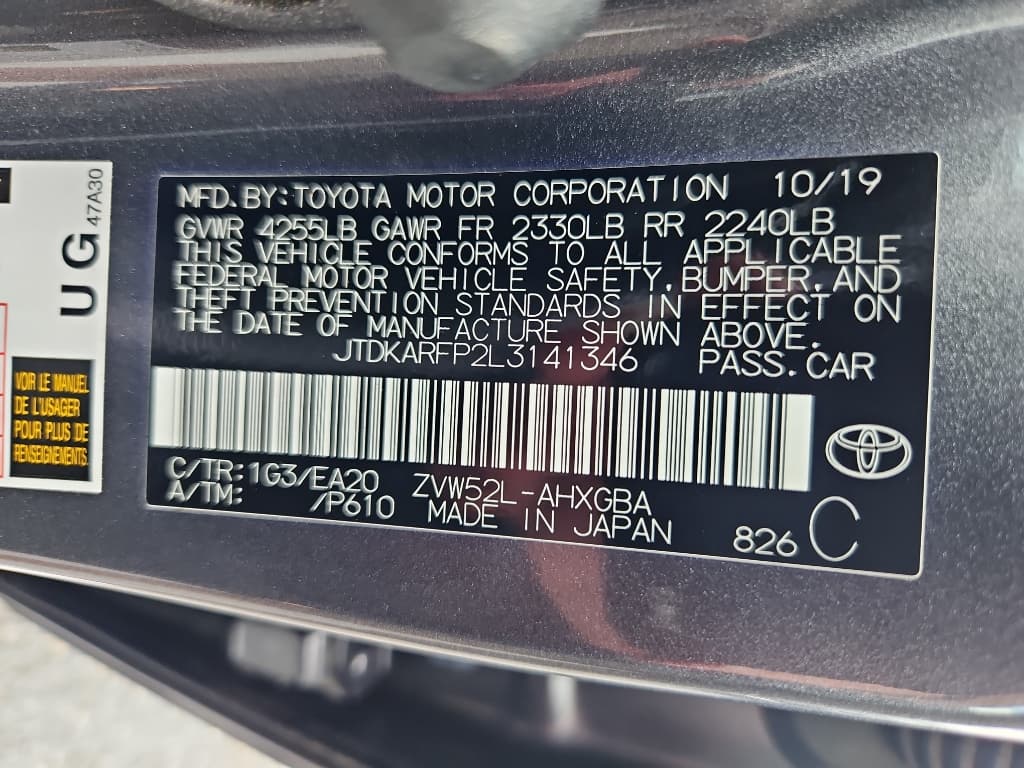 MFD. BY: TOYOTA MOTOR CORPORATION 10/19
GVWR 4255LB GAWR FR 2330LB RR 2240LB
THIS VEHICLE CONFORMS TO ALL APPLICABLE
FEDERAL MOTOR VEHICLE SAFETY, BUMPER, AND
THEFT PREVENTION STANDARDS IN EFFECT ON
THE DATE OF MANUFACTURE SHOWN ABOVE.
JTDKARFP2L3141346 PASS. CAR
C/TR: 1G3/EA20 ZVW52L-AHXGBA
A/TM: /P610 MADE IN JAPAN
826 C
UG
47A30
VOIR LE MANUEL
DE L'USAGER
POUR PLUS DE
RENSEIGNEMENTS.